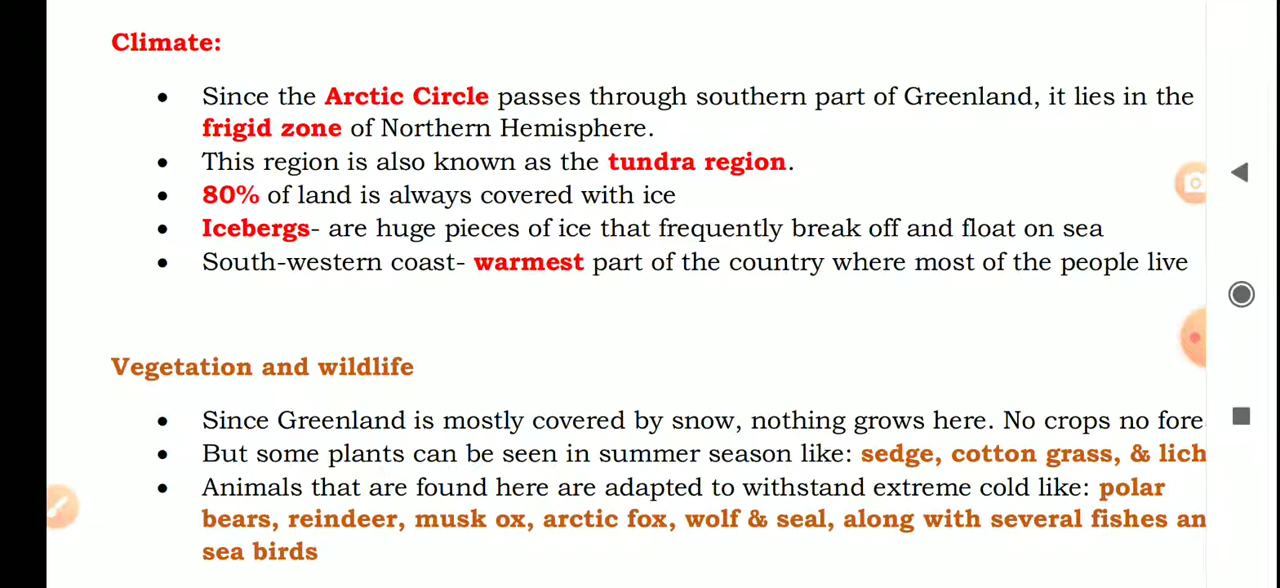 Climate:
• Since the Arctic Circle passes through southern part of Greenland, it lies in the
frigid zone of Northern Hemisphere.
• This region is also known as the tundra region.
• 80% of land is always covered with ice
• Icebergs- are huge pieces of ice that frequently break off and float on sea
• South-western coast- warmest part of the country where most of the people live
Vegetation and wildlife
• Since Greenland is mostly covered by snow, nothing grows here. No crops no fore
• But some plants can be seen in summer season like: sedge, cotton grass, & lich
• Animals that are found here are adapted to withstand extreme cold like: polar
bears, reindeer, musk ox, arctic fox, wolf & seal, along with several fishes an
sea birds